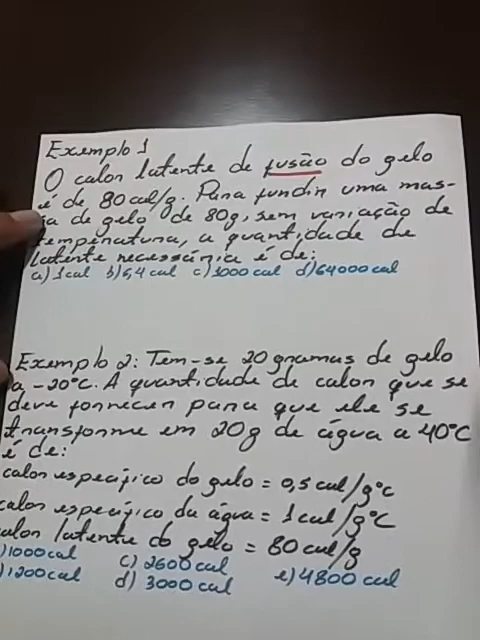 Exemplo 1
O calor latente de fusão do gelo
é de 80 cal/g. Para fundir uma mas-
sa de gelo de 80g, sem variação de
temperatura, a quantidade de
latente necessária é de:
a) 1cal b) 6,4 cal c) 1000 cal d) 64000 cal
Exemplo 2: Tem-se 20 gramas de gelo
a -20°C. A quantidade de calor que se
deve fornecer para que ele se
transforme em 20g de água a 40°C
é de:
calor específico do gelo = 0,5 cal/g°C
calor específico da água = 1 cal/g°C
calor latente do gelo = 80 cal/g
)1000 cal c) 2600 cal e) 4800 cal
)1200 cal d) 3000 cal